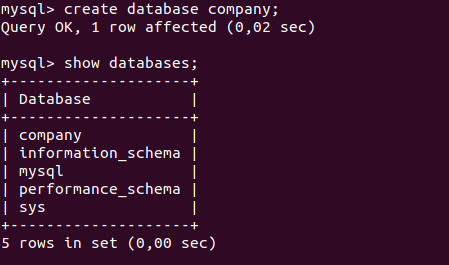 mysql> create database company;
Query OK, 1 row affected (0,02 sec)
mysql> show databases;
+--------------------+
| Database           |
+--------------------+
| company            |
| information_schema |
| mysql              |
| performance_schema |
| sys                |
+--------------------+
5 rows in set (0,00 sec)